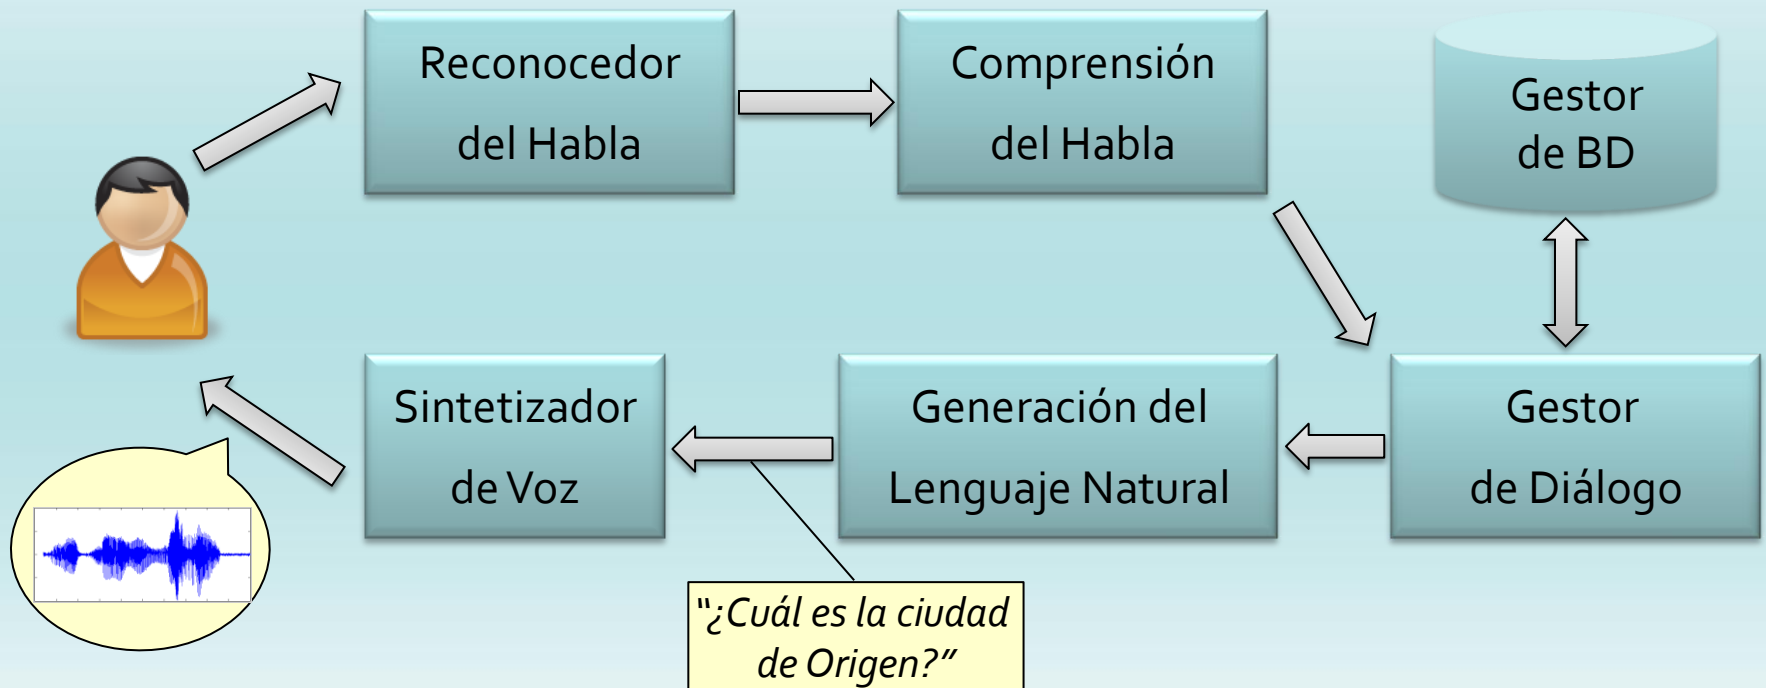 Reconocedor
del Habla
Comprensión
del Habla
Gestor
de BD
Sintetizador
de Voz
Generación del
Lenguaje Natural
Gestor
de Diálogo
"¿Cuál es la ciudad
de Origen?"